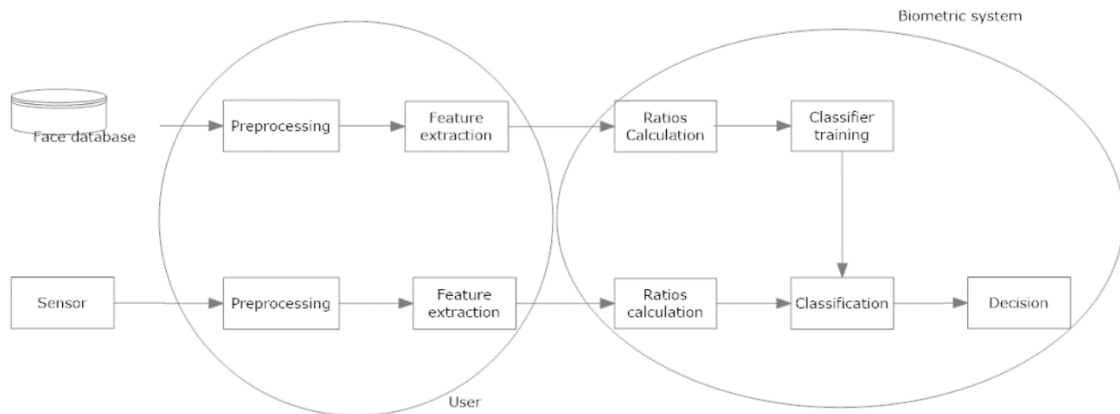 Biometric system
Face database
Preprocessing
Feature
extraction
Ratios
Calculation
Classifier
training
Sensor
Preprocessing
Feature
extraction
Ratios
calculation
Classification
Decision
User